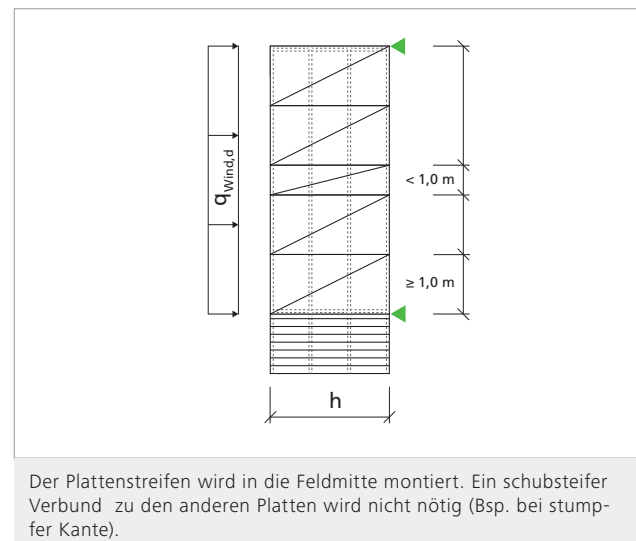 q Wind,d
< 1,0 m
≥ 1,0 m
h
Der Plattenstreifen wird in die Feldmitte montiert. Ein schubsteifer
Verbund zu den anderen Platten wird nicht nötig (Bsp. bei stump-
fer Kante).